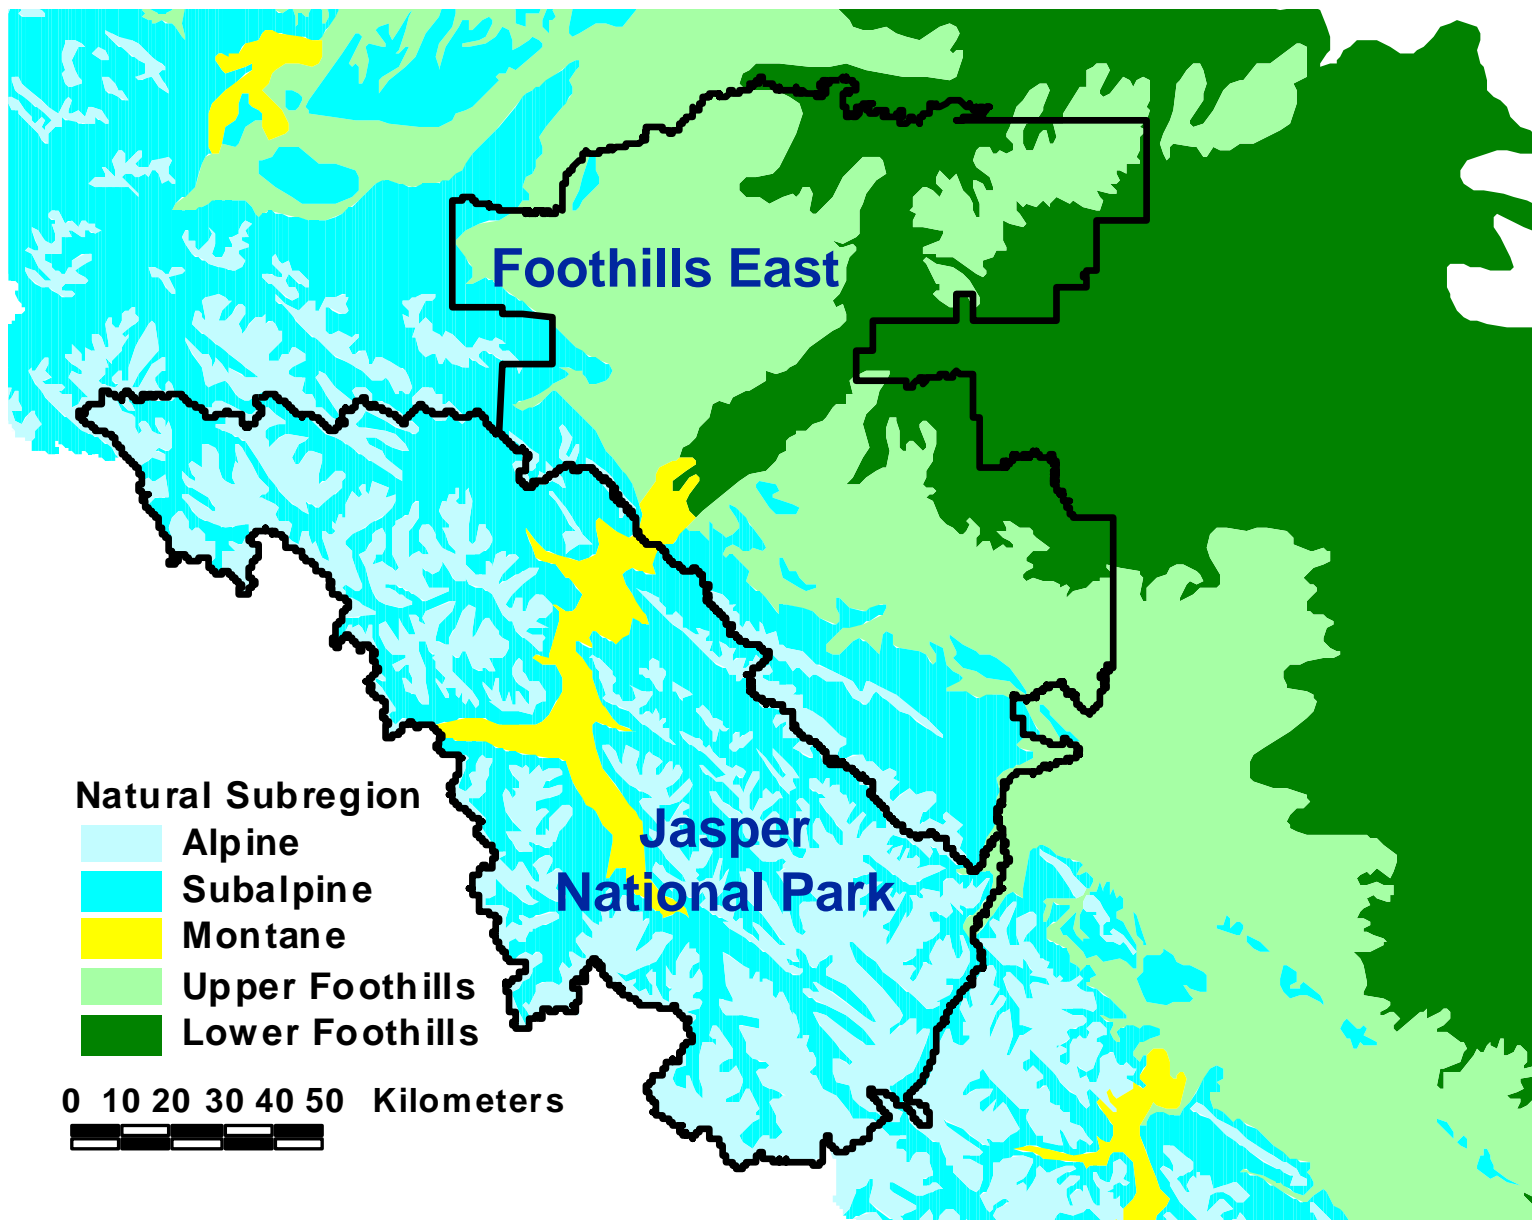 Foothills East
Jasper
National Park
Natural Subregion
Alpine
Subalpine
Montane
Upper Foothills
Lower Foothills
0 10 20 30 40 50 Kilometers